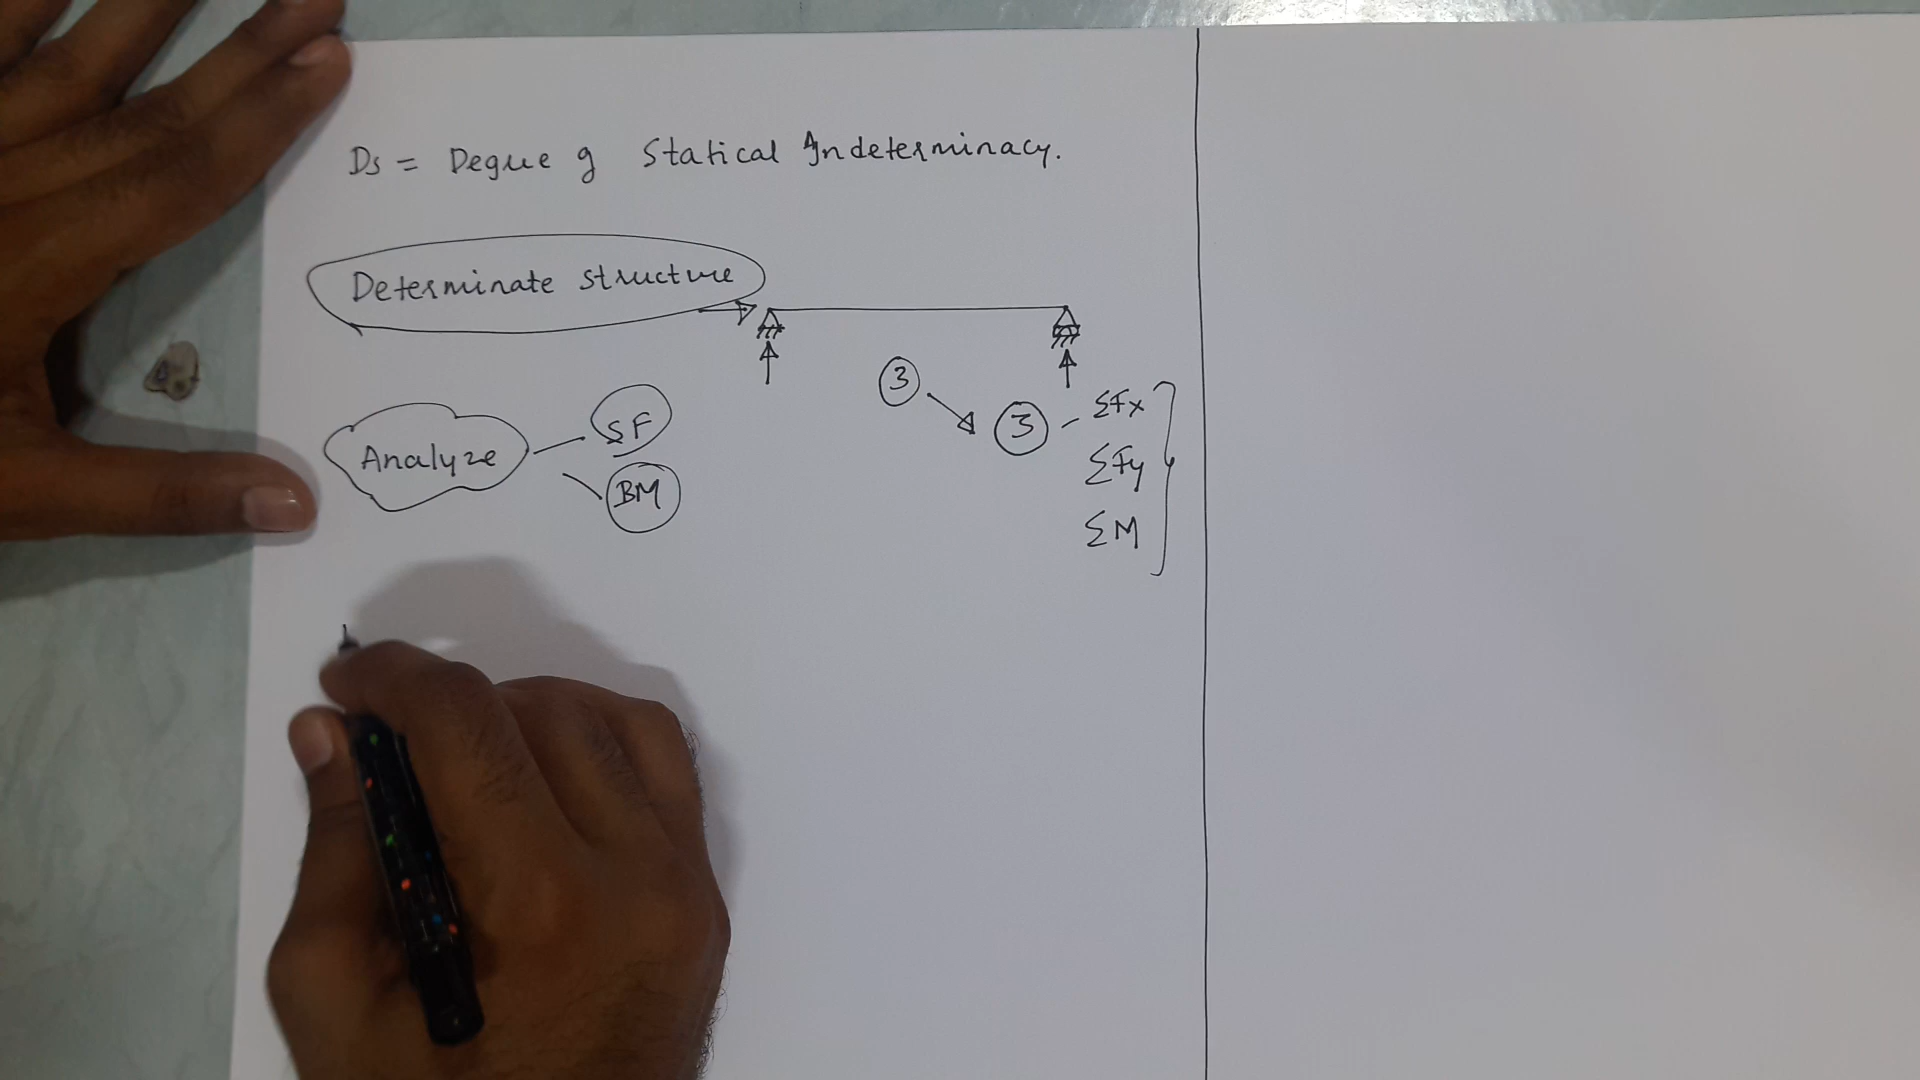 Ds = Degree of Statical Indeterminacy.
Determinate structure
3
3 - ΣFx
ΣFy
ΣM
Analyze
SF
BM